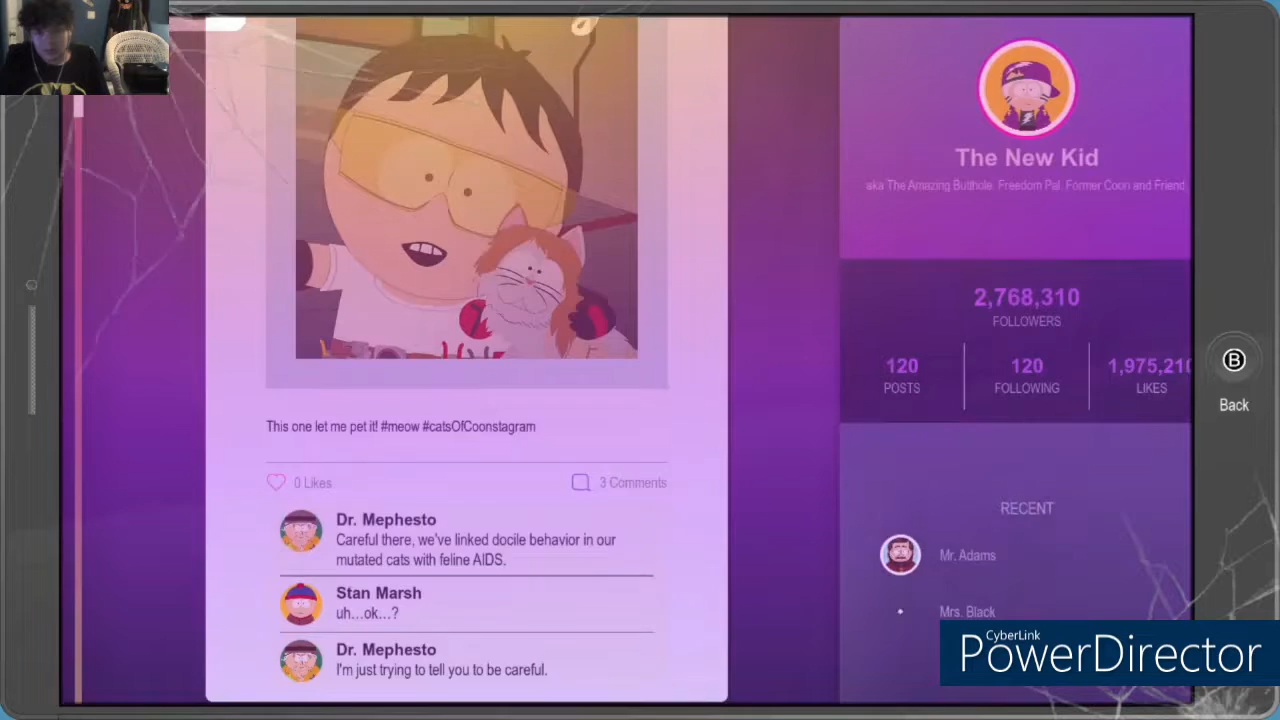 The New Kid
aka The Amazing Butthole, Freedom Pal, Former Coon and Friend
2,768,310
FOLLOWERS
120
POSTS
120
FOLLOWING
1,975,210
LIKES
B
Back
This one let me pet it! #meow #catsOfCoonstagram
0 Likes
3 Comments
Dr. Mephesto
Careful there, we've linked docile behavior in our
mutated cats with feline AIDS.
Stan Marsh
uh...ok...?
Dr. Mephesto
I'm just trying to tell you to be careful.
RECENT
Mr. Adams
Mrs. Black
CyberLink
PowerDirector